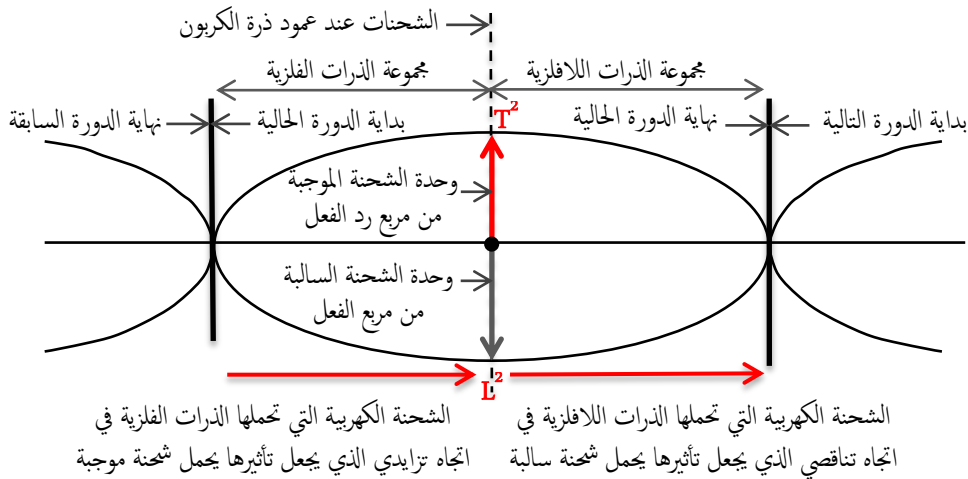 الشحنات عند عمود ذرة الكربون
مجموعة الذرات اللافلزية
مجموعة الذرات الفلزية
بداية الدورة التالية
نهاية الدورة الحالية
T²
بداية الدورة الحالية
نهاية الدورة السابقة
وحدة الشحنة الموجبة
من مربع رد الفعل
وحدة الشحنة السالبة
من مربع الفعل
L²
الشحنة الكهربية التي تحملها الذرات اللافلزية في
اتجاه تناقصي الذي يجعل تأثيرها يحمل شحنة سالبة
الشحنة الكهربية التي تحملها الذرات الفلزية في
اتجاه تزايدي الذي يجعل تأثيرها يحمل شحنة موجبة